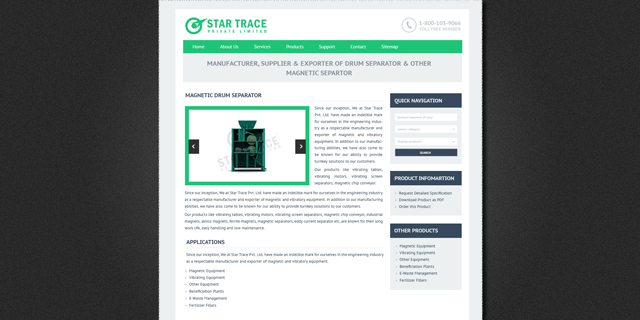 STAR TRACE
PRIVATE LIMITED
1-800-103-9066
TOLL FREE NUMBER
Home About Us Services Products Support Contact Sitemap
MANUFACTURER, SUPPLIER & EXPORTER OF DRUM SEPARATOR & OTHER
MAGNETIC SEPARTOR
MAGNETIC DRUM SEPARATOR
Since our inception, We at Star Trace
Pvt. Ltd. have made an indelible mark
for ourselves in the engineering indus-
try as a respectable manufacturer and
exporter of magnetic and vibratory
equipment. In addition to our manufac-
turing abilities, we have also come to
be known for our ability to provide
turnkey solutions to our customers.
Our products like vibrating tables,
vibrating motors, vibrating screen
separators, magnetic chip conveyor.
Since our inception, We at Star Trace Pvt. Ltd. have made an indelible mark for ourselves in the engineering industry
as a respectable manufacturer and exporter of magnetic and vibratory equipment. In addition to our manufacturing
abilities, we have also come to be known for our ability to provide turnkey solutions to our customers.
Our products like vibrating tables, vibrating motors, vibrating screen separators, magnetic chip conveyor, industrial
magnets, alnico magnets, ferrite magnets, magnetic separators, eddy current separator etc.,are known for their long
work life, easy handling and low maintenance.
APPLICATIONS
Since our inception, We at Star Trace Pvt. Ltd. have made an indelible mark for ourselves in the engineering industry
as a respectable manufacturer and exporter of magnetic and vibratory equipment.
Magnetic Equipment
Vibrating Equipment
Other Equipment
Beneficiation Plants
E-Waste Management
Fertilizer Filters
QUICK NAVIGATION
SEARCH
PRODUCT INFOMARTION
Request Detailed Specification
Download Product as PDF
Order this Product
OTHER PRODUCTS
Magnetic Equipment
Vibrating Equipment
Other Equipment
Beneficiation Plants
E-Waste Management
Fertilizer Filters